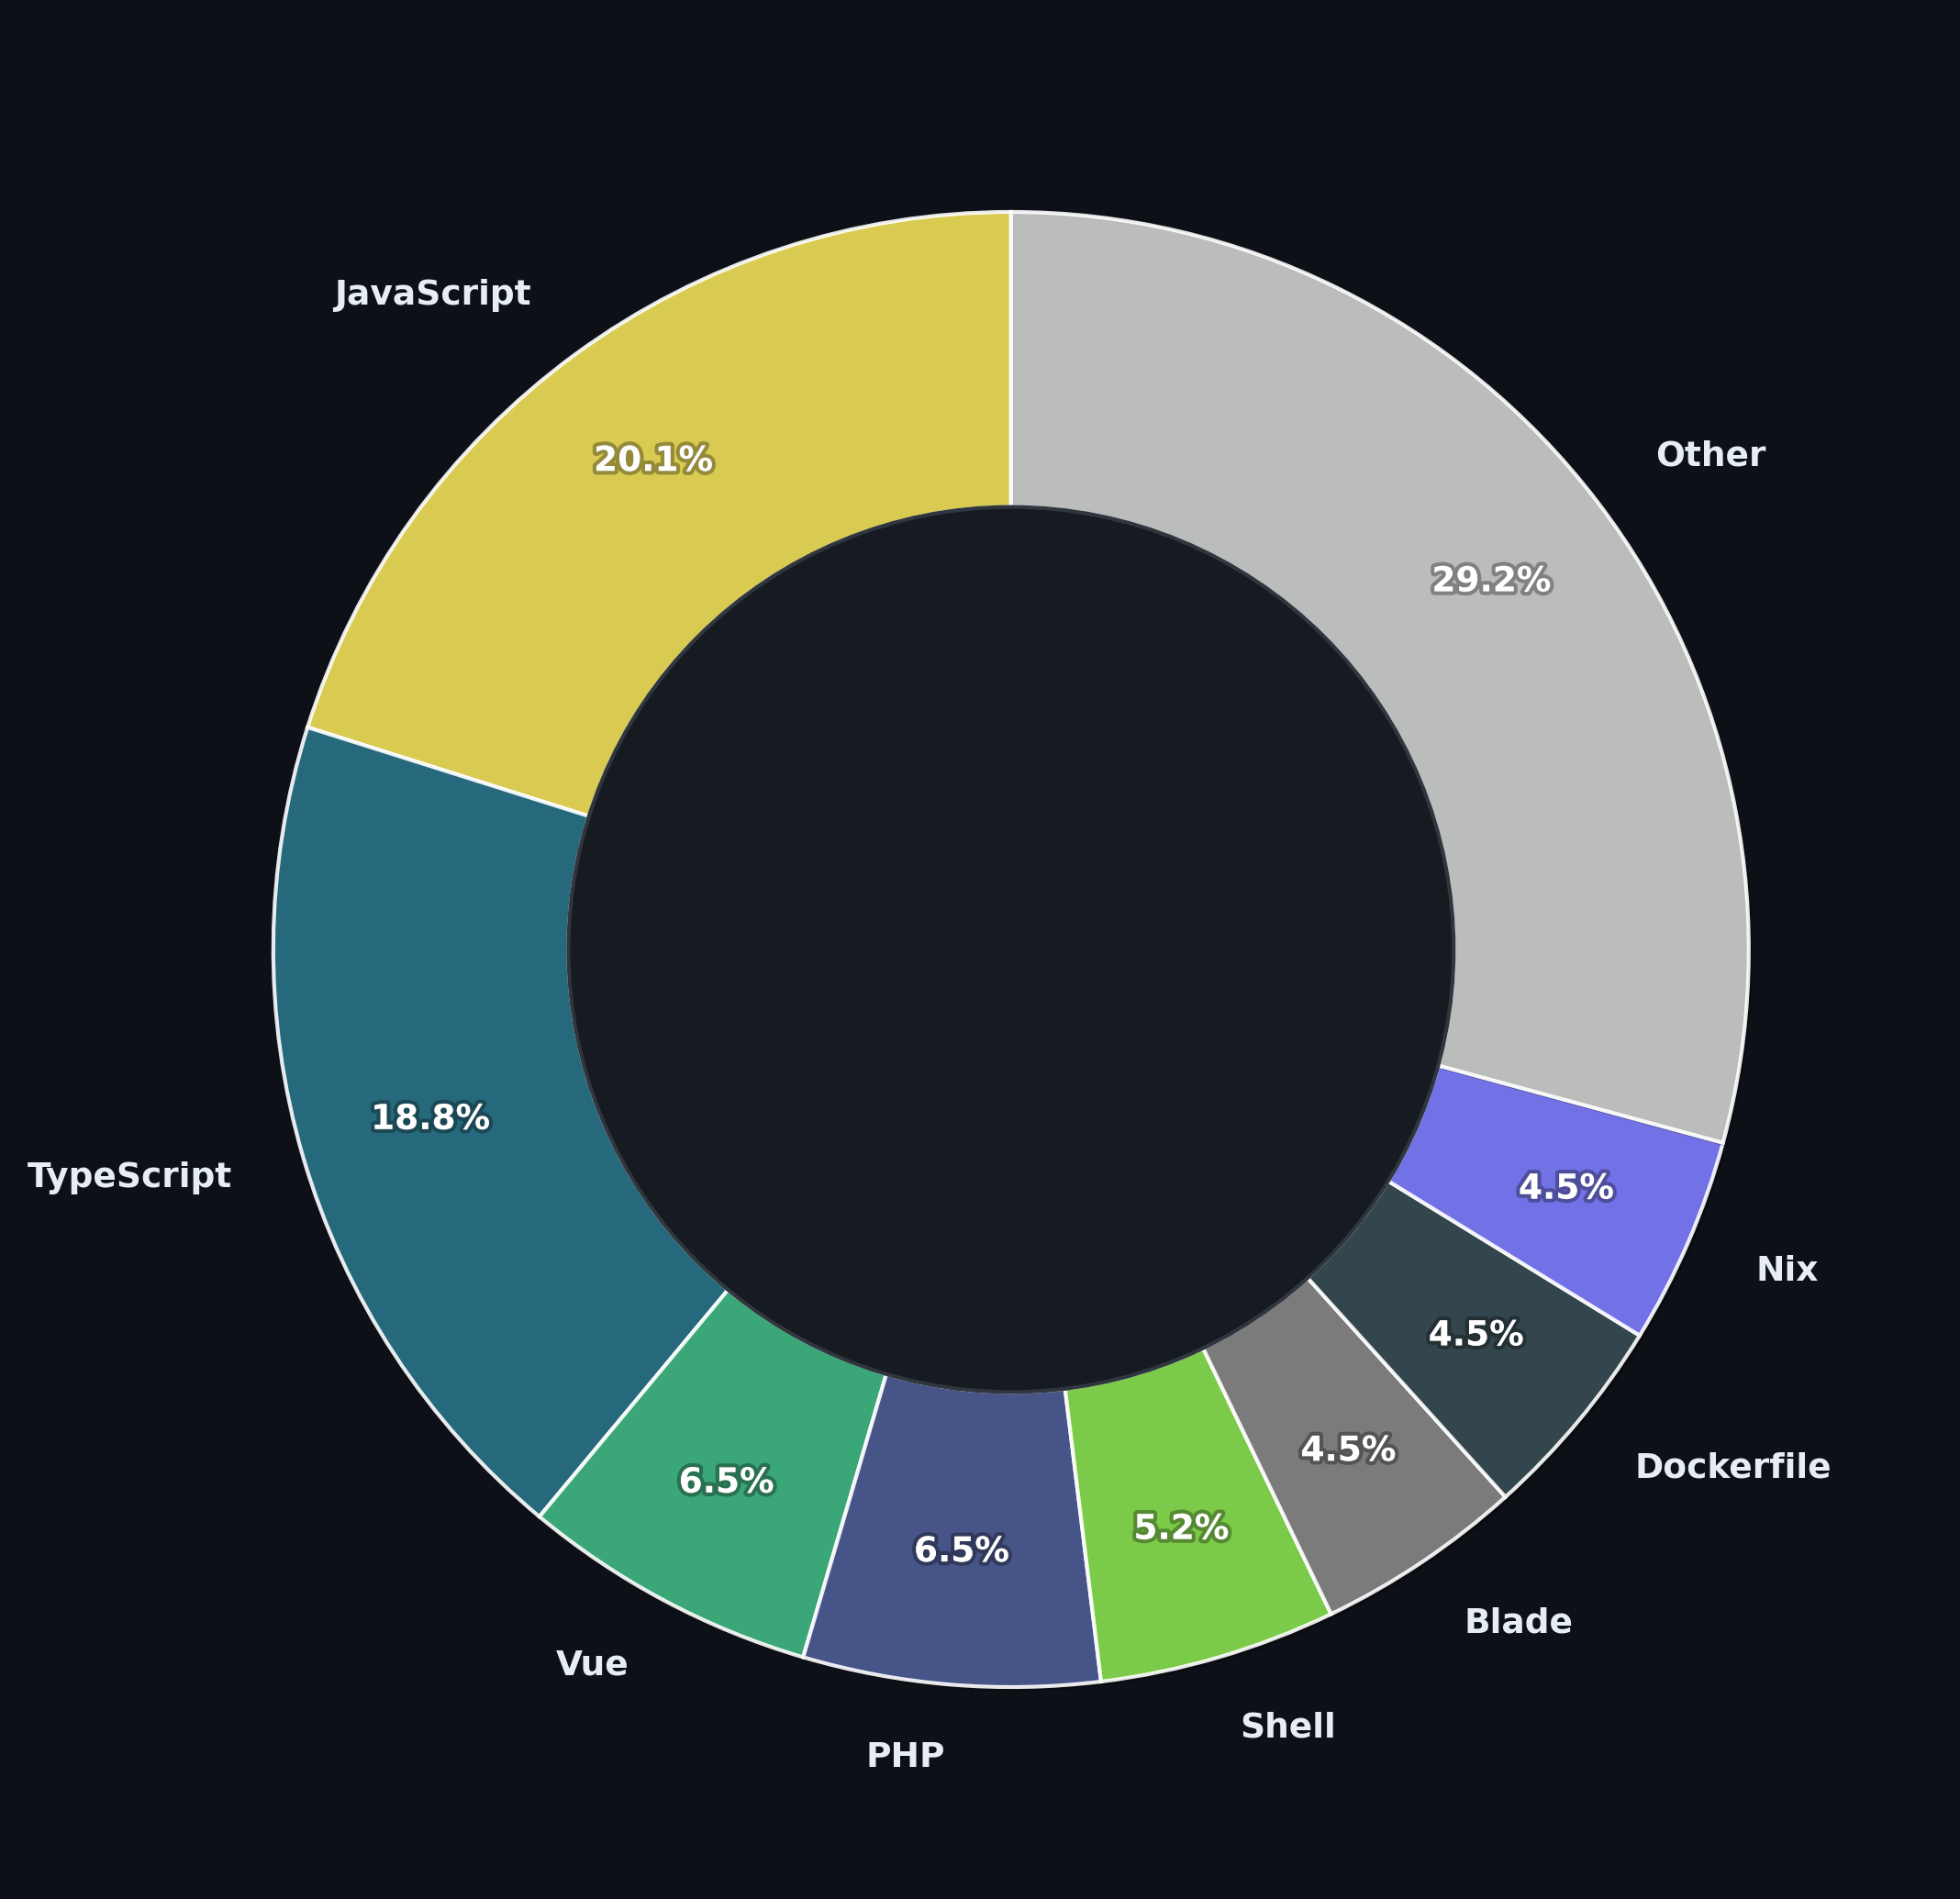 JavaScript
20.1%
Other
29.2%
TypeScript
18.8%
Nix
4.5%
Dockerfile
4.5%
Blade
4.5%
Shell
5.2%
PHP
6.5%
Vue
6.5%